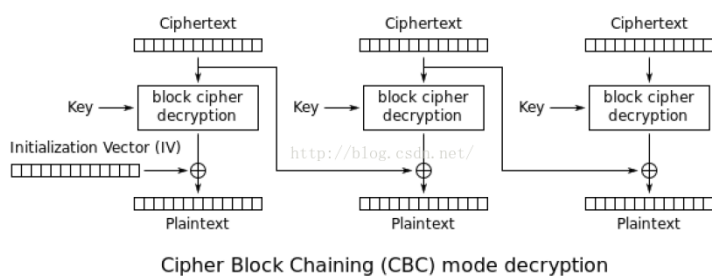 Ciphertext
Ciphertext
Ciphertext
Key
block cipher
decryption
Key
block cipher
decryption
Key
block cipher
decryption
Initialization Vector (IV)
http://blog.csdn.net/
Plaintext
Plaintext
Plaintext
Cipher Block Chaining (CBC) mode decryption